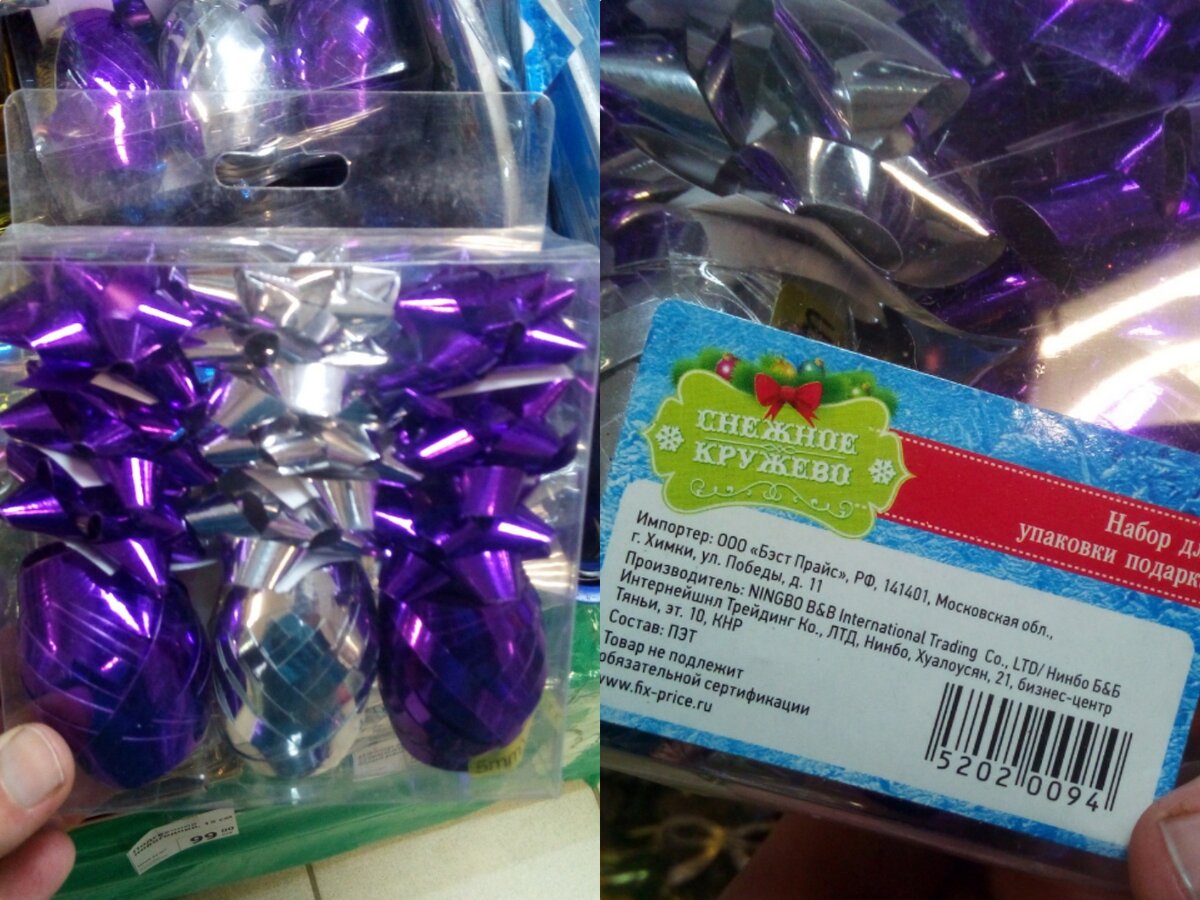 5mm
99 00
СНЕЖНОЕ
КРУЖЕВО
Набор
упаковки подарк
Импортер: ООО «Бэст Прайс», РФ, 141401, Московская обл.,
г. Химки, ул. Победы, д. 11
Производитель: NINGBO B&B International Trading Co., LTD/ Нинбо Б&Б
Интернейшнл Трейдинг Ко., ЛТД, Нинбо, Хуалоусян, 21, бизнес-центр
Тяньи, эт. 10, КНР
Состав: ПЭТ
Товар не подлежит
обязательной сертификации
www.fix-price.ru
5202 0094